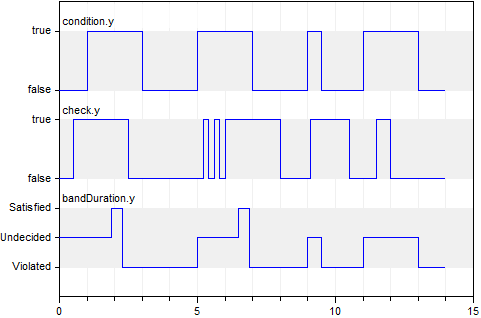 condition.y
true
false
check.y
true
false
bandDuration.y
Satisfied
Undecided
Violated
0 5 10 15